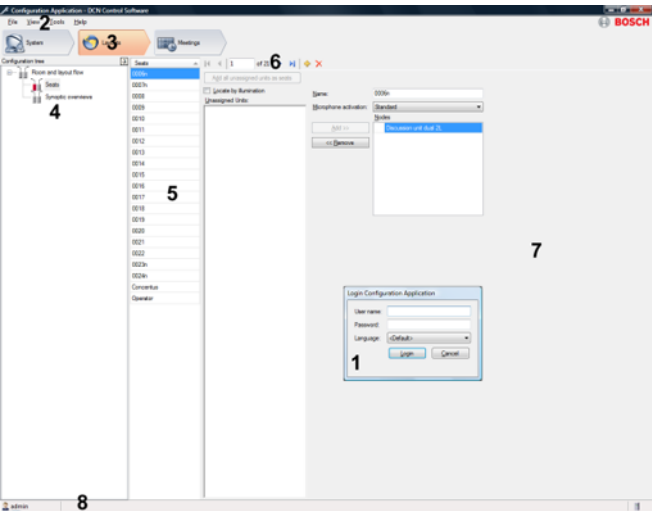 Configuration Application - DCN Control Software
File View Tools Help
2
BOSCH
System
3
Meetings
Configuration tree
Room and layout flow
Seats
Synoptic overviews
4
Seats
0006n
0007n
0008
0009
0010
0011
0012
0013
0014
0015
0016
0017
0018
0019
0020
0021
0022
0023n
0024n
Concentus
Operator
5
1 of 21
6
Add all unassigned units as seats
Locate by illumination
Unassigned Units:
Name: 0006n
Microphone activation: Standard
Nodes
Add >>
<< Remove
Discussion unit dual 2L
7
Login Configuration Application
User name:
Password:
Language: <Default>
Login Cancel
1
admin
8